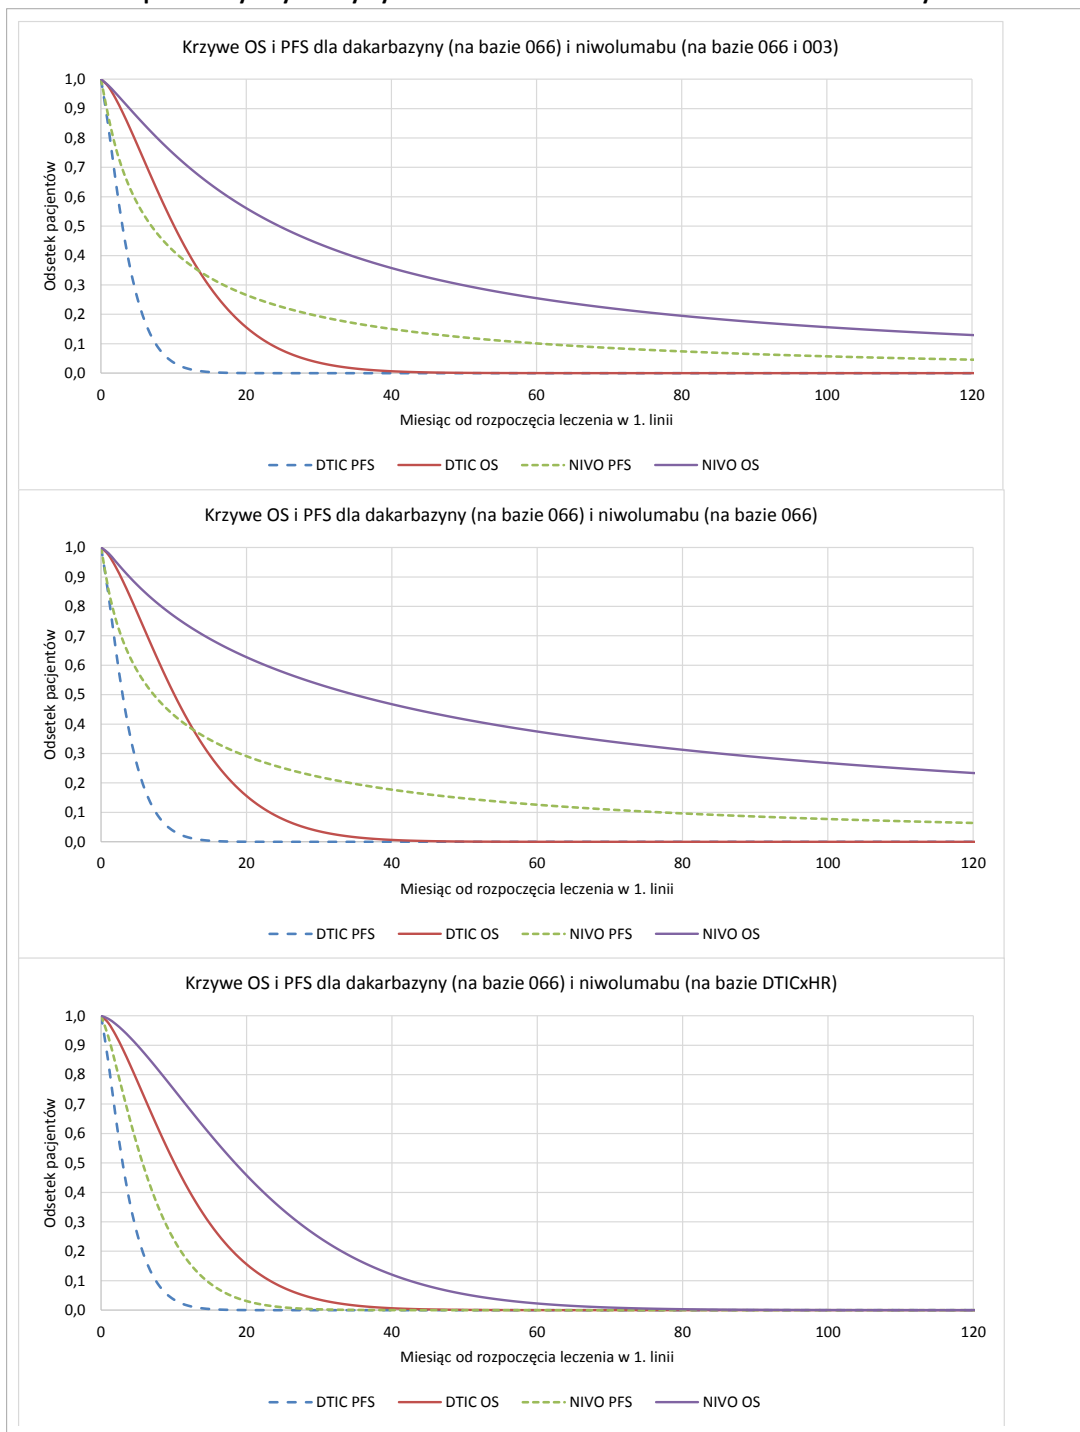 Krzywe OS i PFS dla dakarbazyny (na bazie 066) i niwolumabu (na bazie 066 i 003)
1,0
0,9
0,8
0,7
0,6
0,5
0,4
0,3
0,2
0,1
0,0
Odsetek pacjentów
0 20 40 60 80 100 120
Miesiąc od rozpoczęcia leczenia w 1. linii
DTIC PFS DTIC OS NIVO PFS NIVO OS
Krzywe OS i PFS dla dakarbazyny (na bazie 066) i niwolumabu (na bazie 066)
1,0
0,9
0,8
0,7
0,6
0,5
0,4
0,3
0,2
0,1
0,0
Odsetek pacjentów
0 20 40 60 80 100 120
Miesiąc od rozpoczęcia leczenia w 1. linii
DTIC PFS DTIC OS NIVO PFS NIVO OS
Krzywe OS i PFS dla dakarbazyny (na bazie 066) i niwolumabu (na bazie DTICxHR)
1,0
0,9
0,8
0,7
0,6
0,5
0,4
0,3
0,2
0,1
0,0
Odsetek pacjentów
0 20 40 60 80 100 120
Miesiąc od rozpoczęcia leczenia w 1. linii
DTIC PFS DTIC OS NIVO PFS NIVO OS